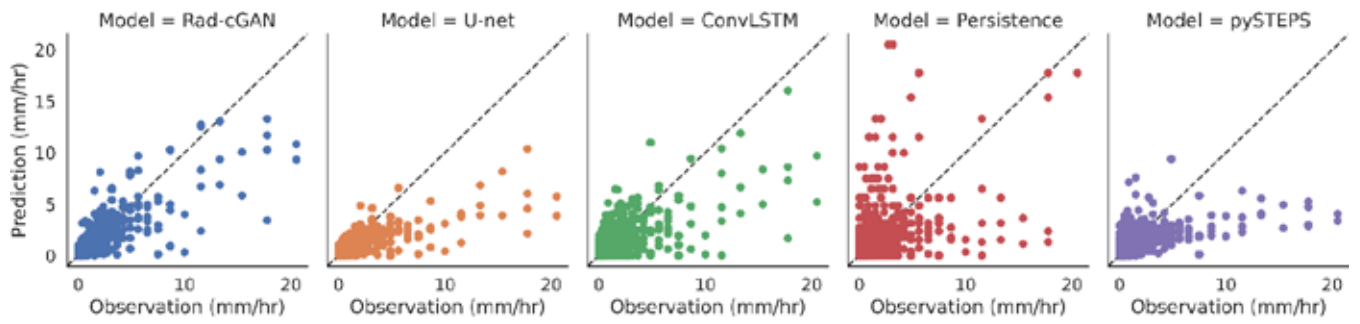 Model = Rad-cGAN Model = U-net Model = ConvLSTM Model = Persistence Model = pySTEPS
Prediction (mm/hr)
20
15
10
5
0
0 10 20 0 10 20 0 10 20 0 10 20 0 10 20
Observation (mm/hr) Observation (mm/hr) Observation (mm/hr) Observation (mm/hr) Observation (mm/hr)